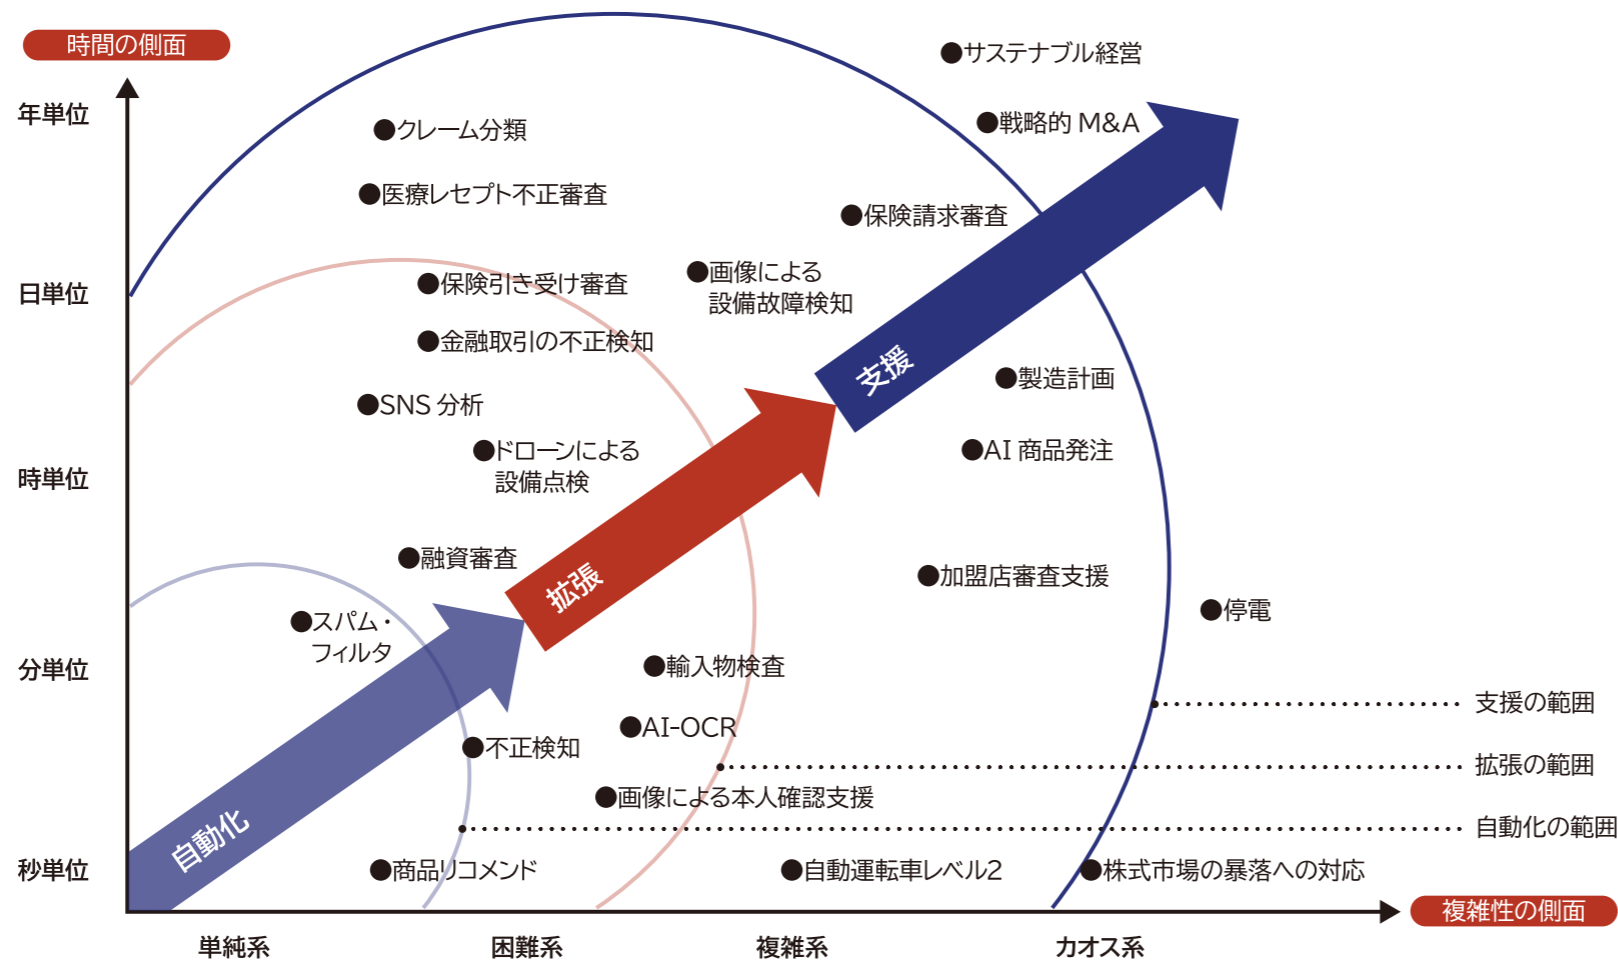 時間の側面
年単位
日単位
時単位
分単位
秒単位
●サステナブル経営
●戦略的 M&A
●クレーム分類
●医療レセプト不正審査
●保険請求審査
●保険引き受け審査
●画像による
設備故障検知
●金融取引の不正検知
●製造計画
●SNS 分析
●AI 商品発注
●ドローンによる
設備点検
●融資審査
●加盟店審査支援
●スパム・
フィルタ
●停電
●輸入物検査
●AI-OCR
●不正検知
●画像による本人確認支援
●商品リコメンド
●自動運転車レベル2
●株式市場の暴落への対応
支援
拡張
自動化
支援の範囲
拡張の範囲
自動化の範囲
複雑性の側面
単純系
困難系
複雑系
カオス系